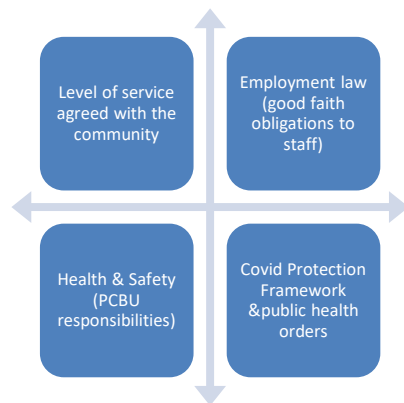 Level of service
agreed with the
community
Employment law
(good faith
obligations to
staff)
Health & Safety
(PCBU
responsibilities)
Covid Protection
Framework
&public health
orders